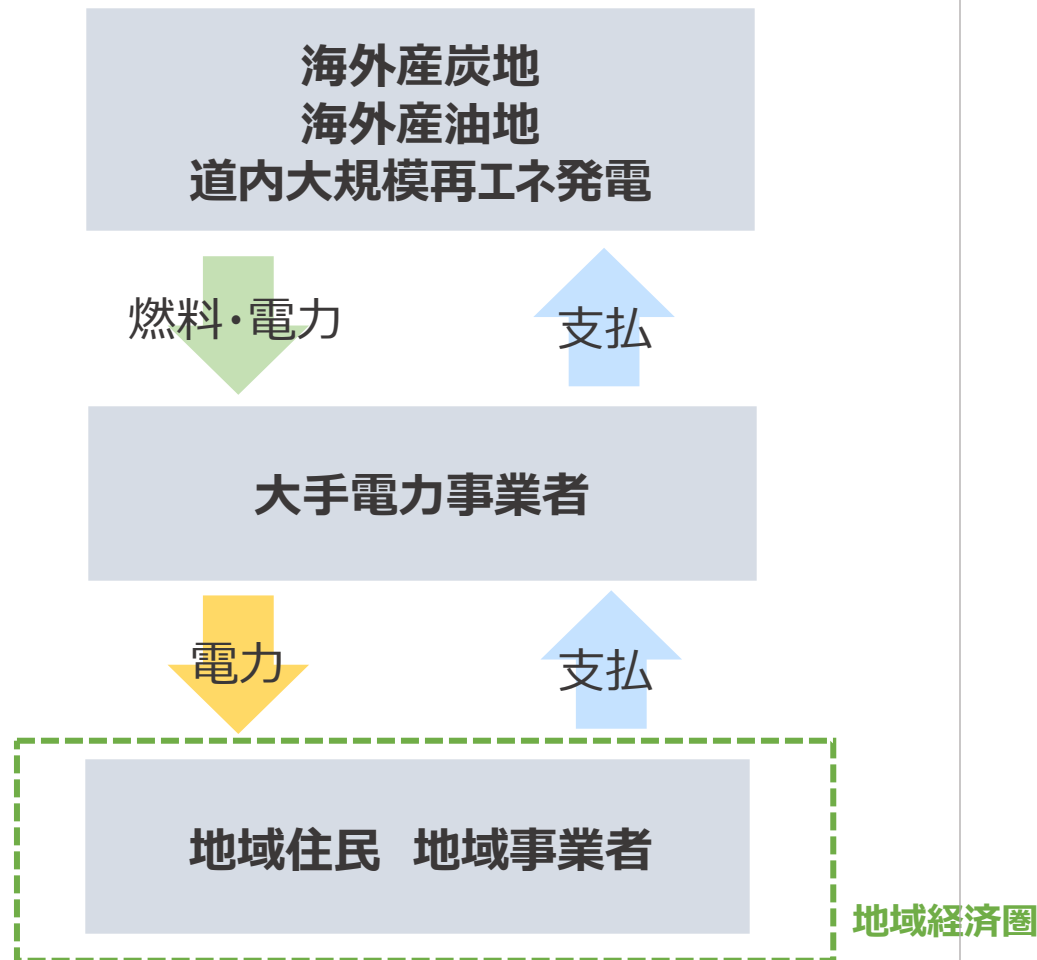 海外産炭地
海外産油地
道内大規模再エネ発電
燃料・電力
支払
大手電力事業者
電力
支払
地域住民　地域事業者
地域経済圏